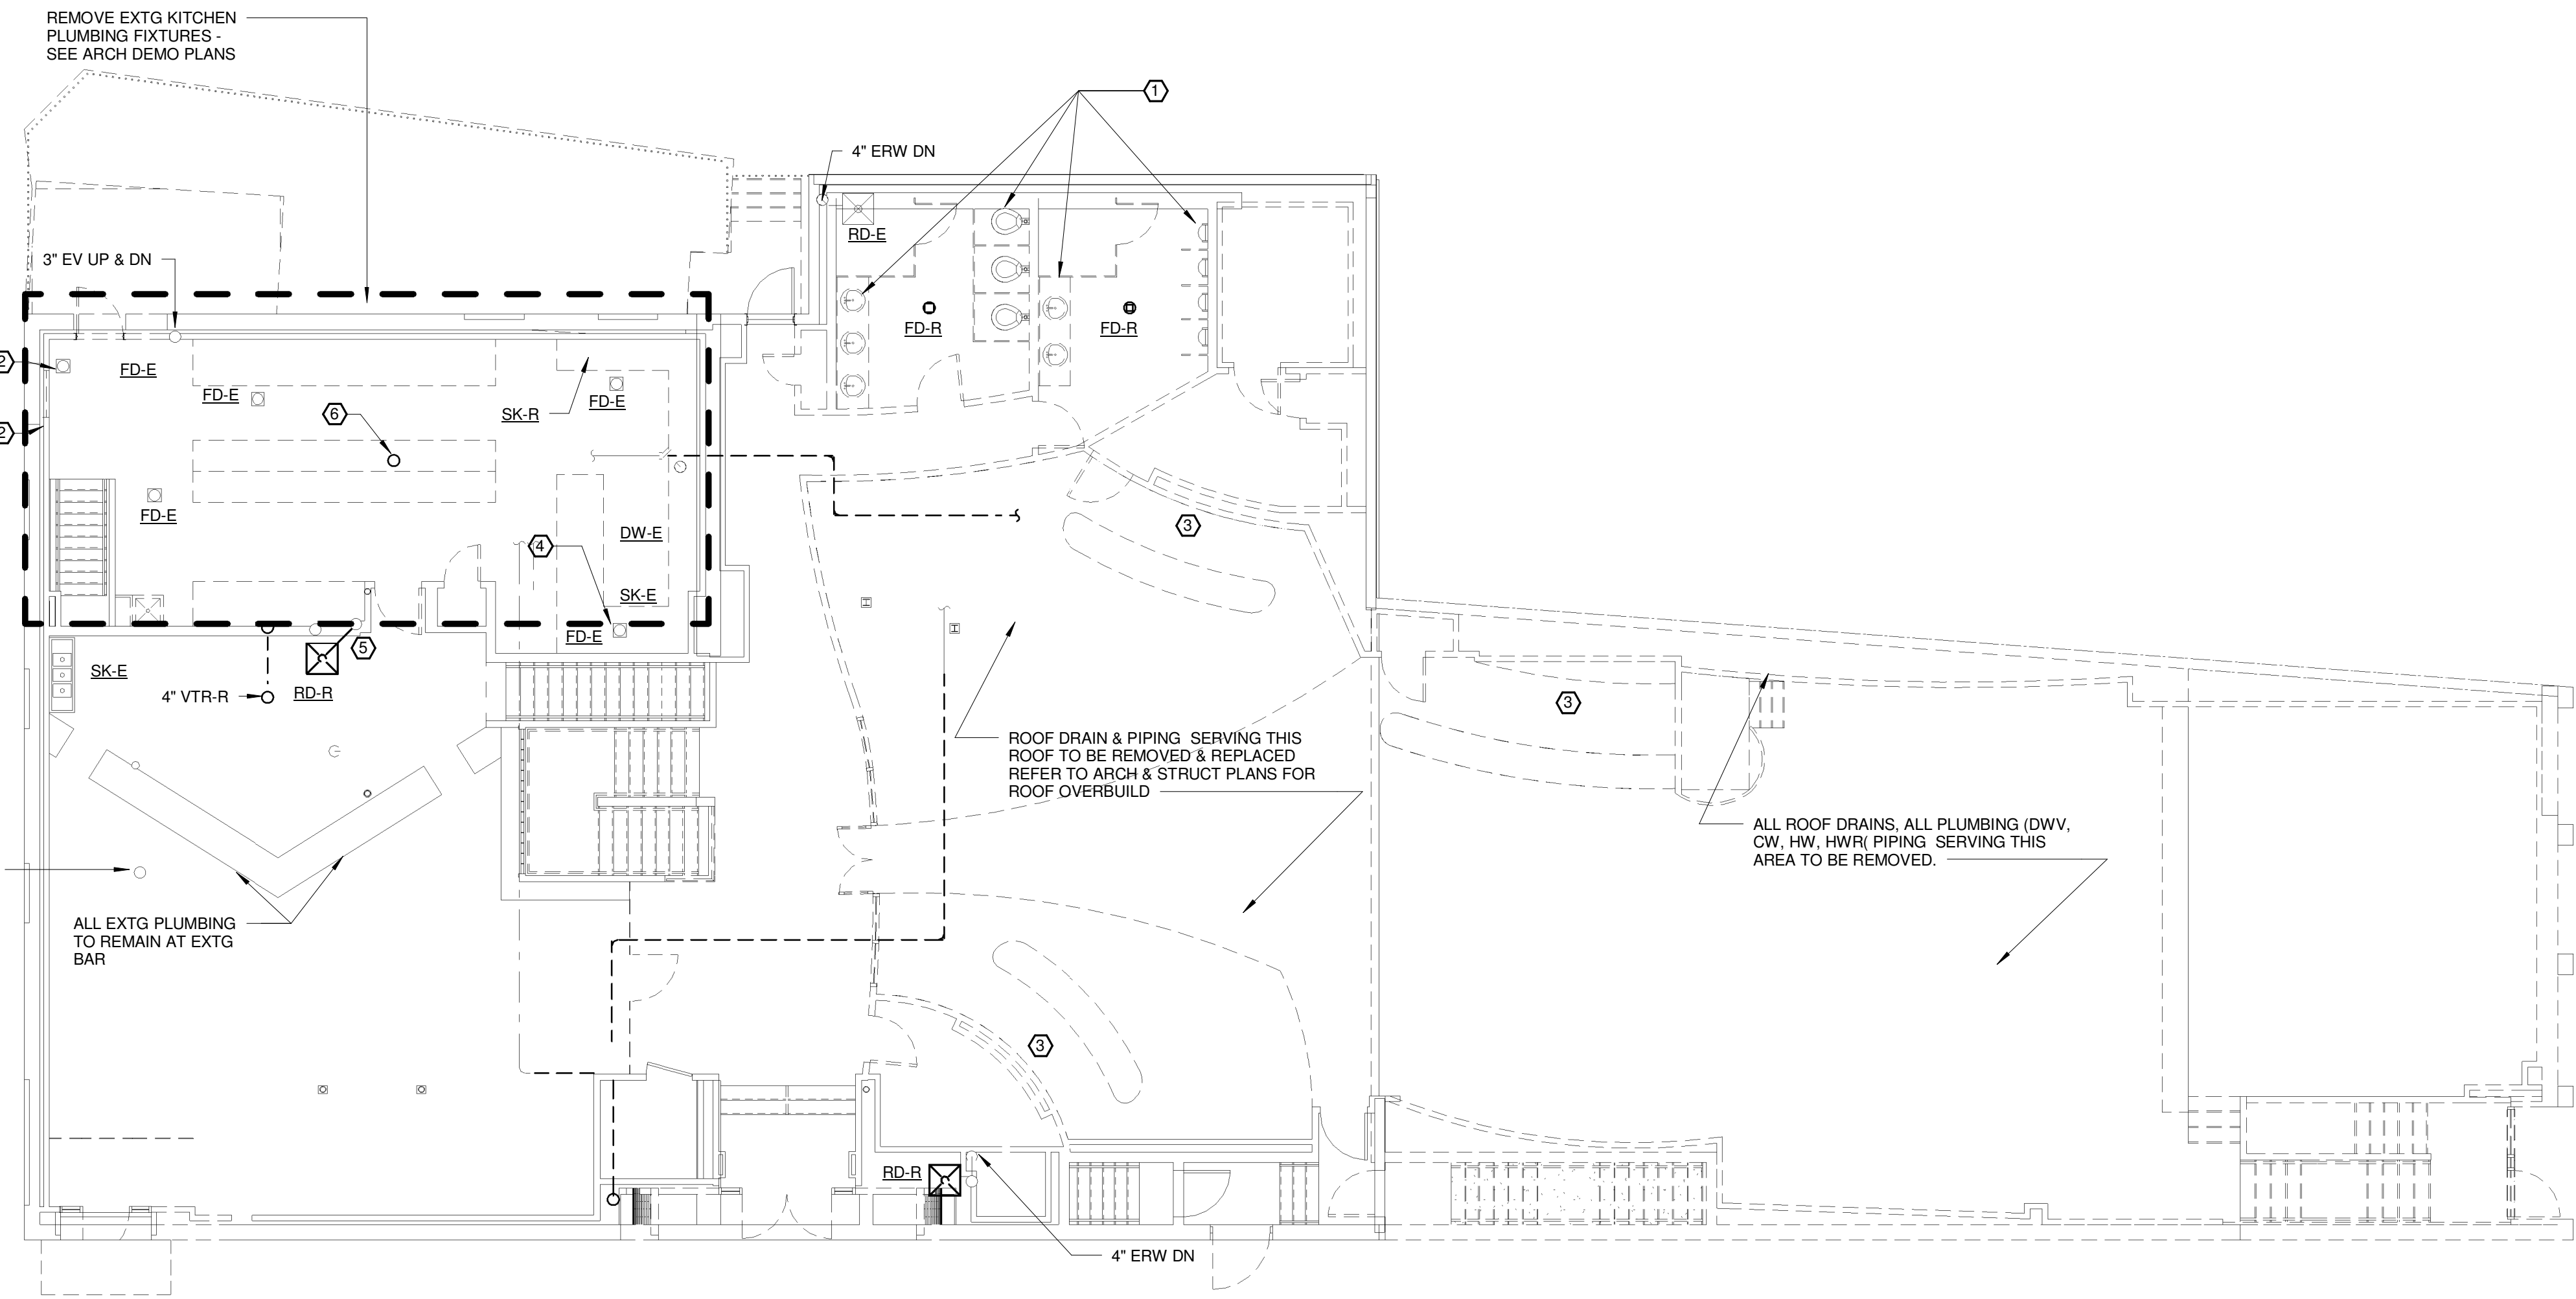 REMOVE EXTG KITCHEN
PLUMBING FIXTURES -
SEE ARCH DEMO PLANS
1
4" ERW DN
RD-E
3" EV UP & DN
FD-R
FD-R
2
FD-E
FD-E
FD-E
6
SK-R
2
FD-E
3
DW-E
4
SK-E
FD-E
5
SK-E
4" VTR-R
RD-R
3
ROOF DRAIN & PIPING SERVING THIS
ROOF TO BE REMOVED & REPLACED
REFER TO ARCH & STRUCT PLANS FOR
ROOF OVERBUILD
ALL ROOF DRAINS, ALL PLUMBING (DWV,
CW, HW, HWR( PIPING SERVING THIS
AREA TO BE REMOVED.
ALL EXTG PLUMBING
TO REMAIN AT EXTG
BAR
3
RD-R
4" ERW DN